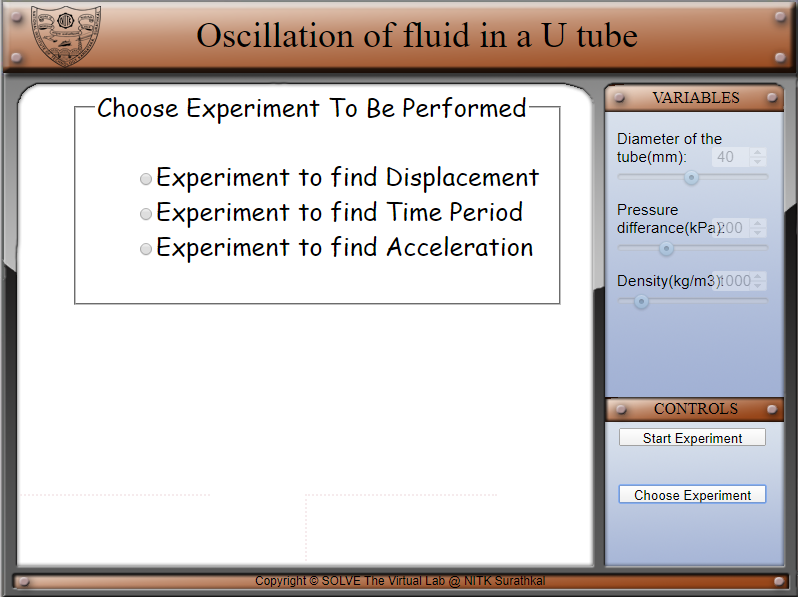 Oscillation of fluid in a U tube
Choose Experiment To Be Performed
Experiment to find Displacement
Experiment to find Time Period
Experiment to find Acceleration
VARIABLES
Diameter of the
tube(mm): 40
Pressure
differance(kPa): 200
Density(kg/m3): 1000
CONTROLS
Start Experiment
Choose Experiment
Copyright © SOLVE The Virtual Lab @ NITK Surathkal